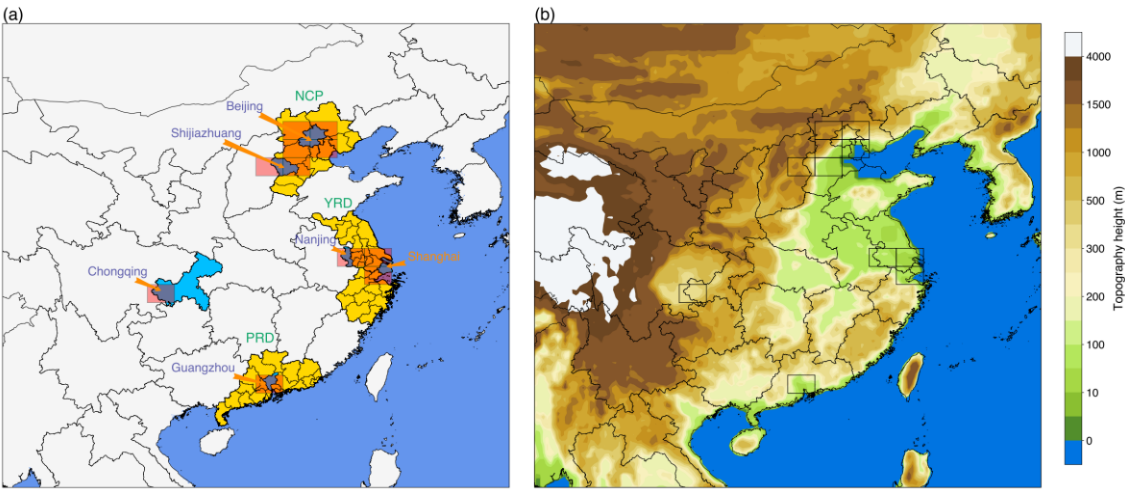 (a)
NCP
Beijing
Shijiazhuang
YRD
Nanjing
Shanghai
Chongqing
PRD
Guangzhou
(b)
4000
1500
1000
500
300
200
100
10
0
Topography height (m)